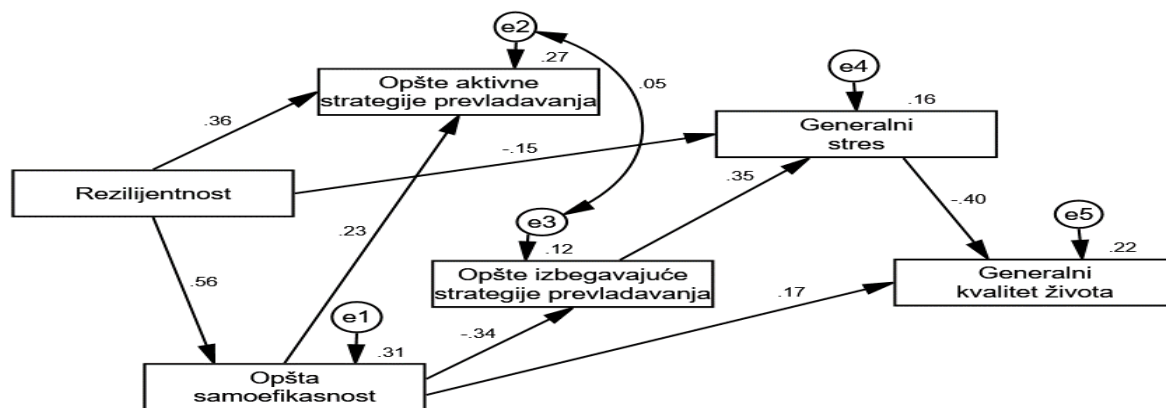 e2
.27
Opšte aktivne
strategije prevladavanja
.05
e4
.16
Generalni
stres
.36
-.15
Rezilijentnost
.35
.23
e3
.12
-.40
e5
.22
Opšte izbegavajuće
strategije prevladavanja
Generalni
kvalitet života
.56
.17
e1
-.34
.31
Opšta
samoefikasnost